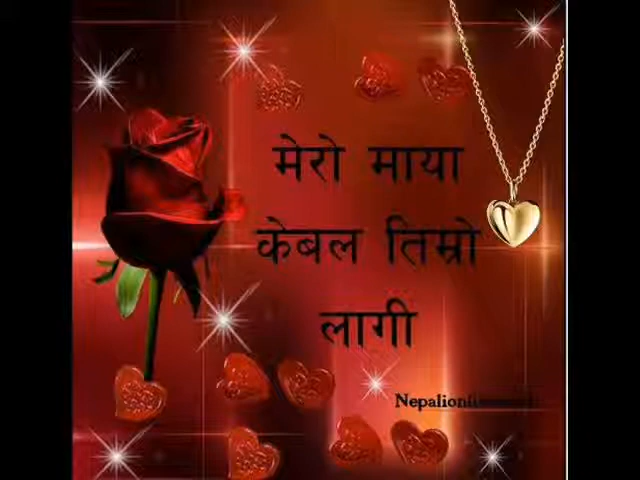 मेरो माया
केबल तिम्रो
लागी